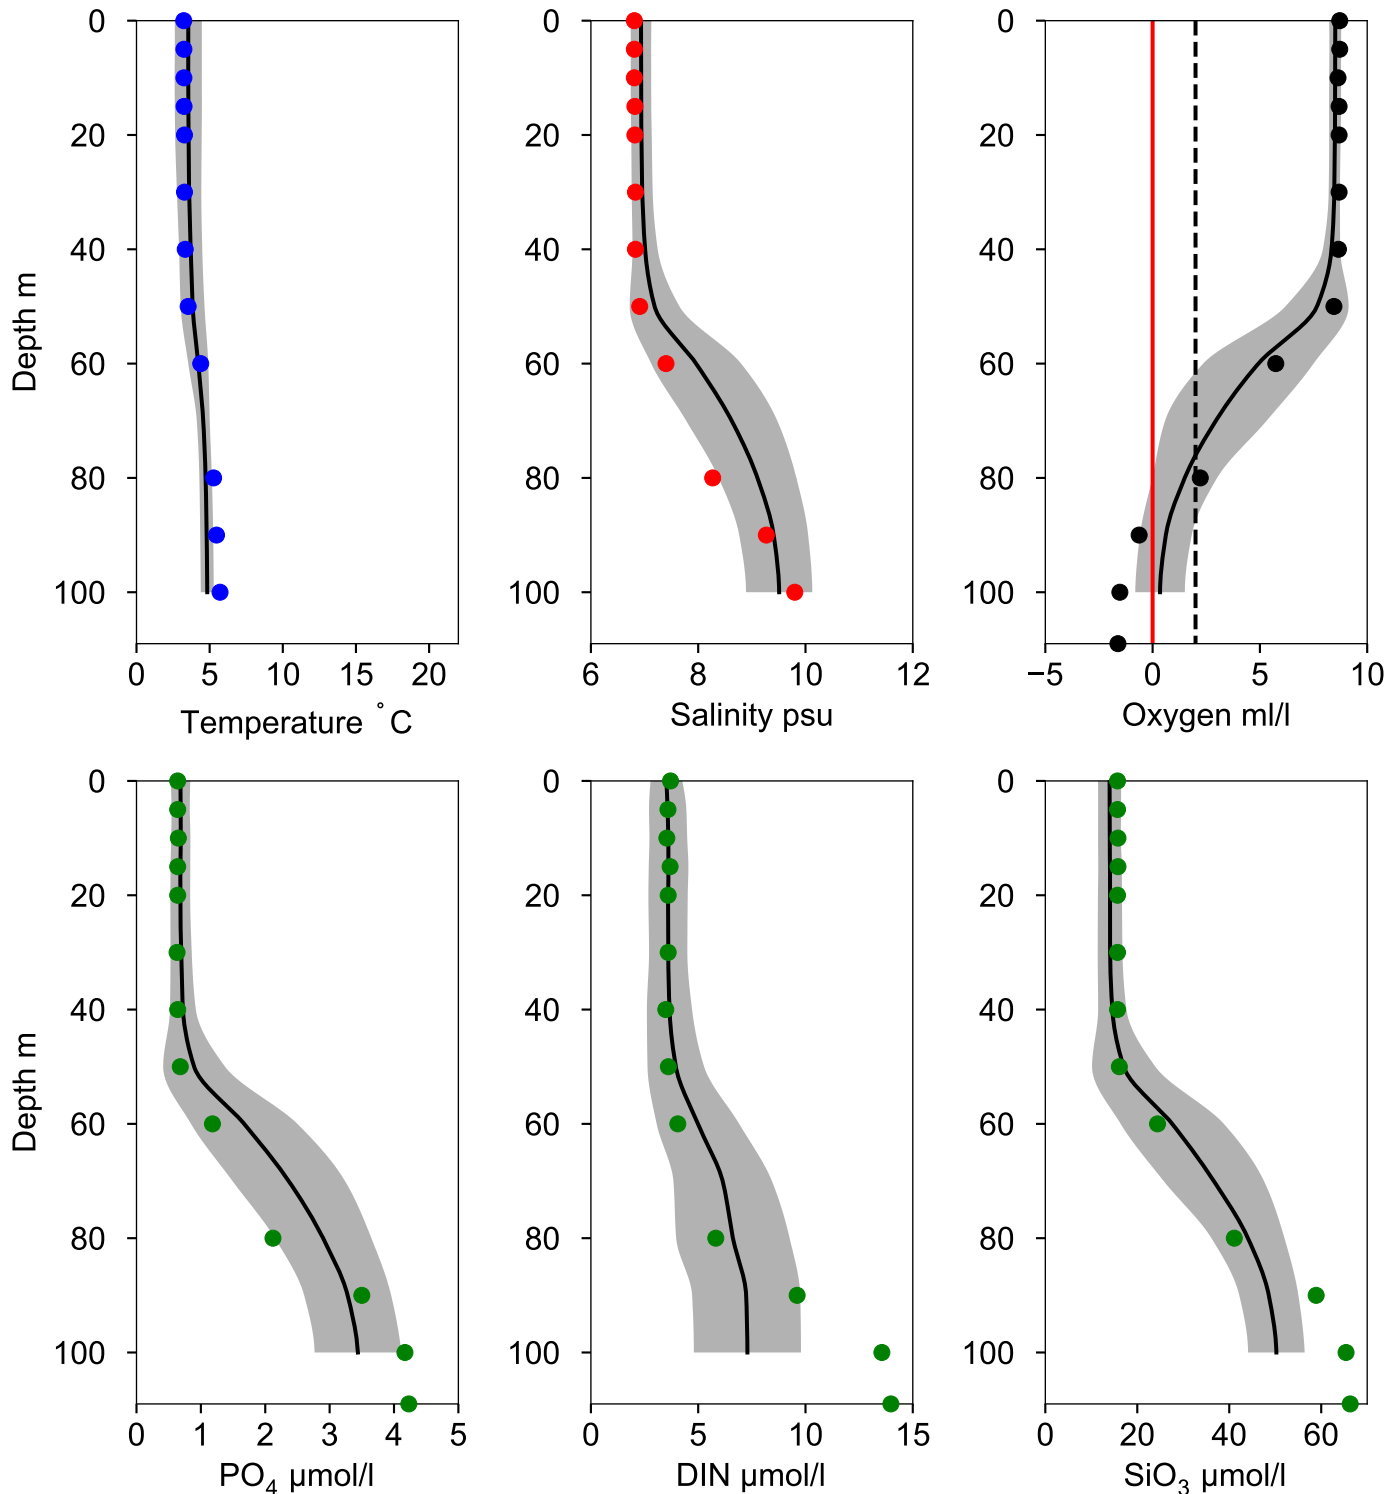 0
20
40
60
80
100
Depth m
0 5 10 15 20
Temperature ˚C
0
20
40
60
80
100
6 8 10 12
Salinity psu
0
20
40
60
80
100
−5 0 5 10
Oxygen ml/l
0
20
40
60
80
100
Depth m
0 1 2 3 4 5
PO₄ µmol/l
0
20
40
60
80
100
0 5 10 15
DIN µmol/l
0
20
40
60
80
100
0 20 40 60
SiO₃ µmol/l